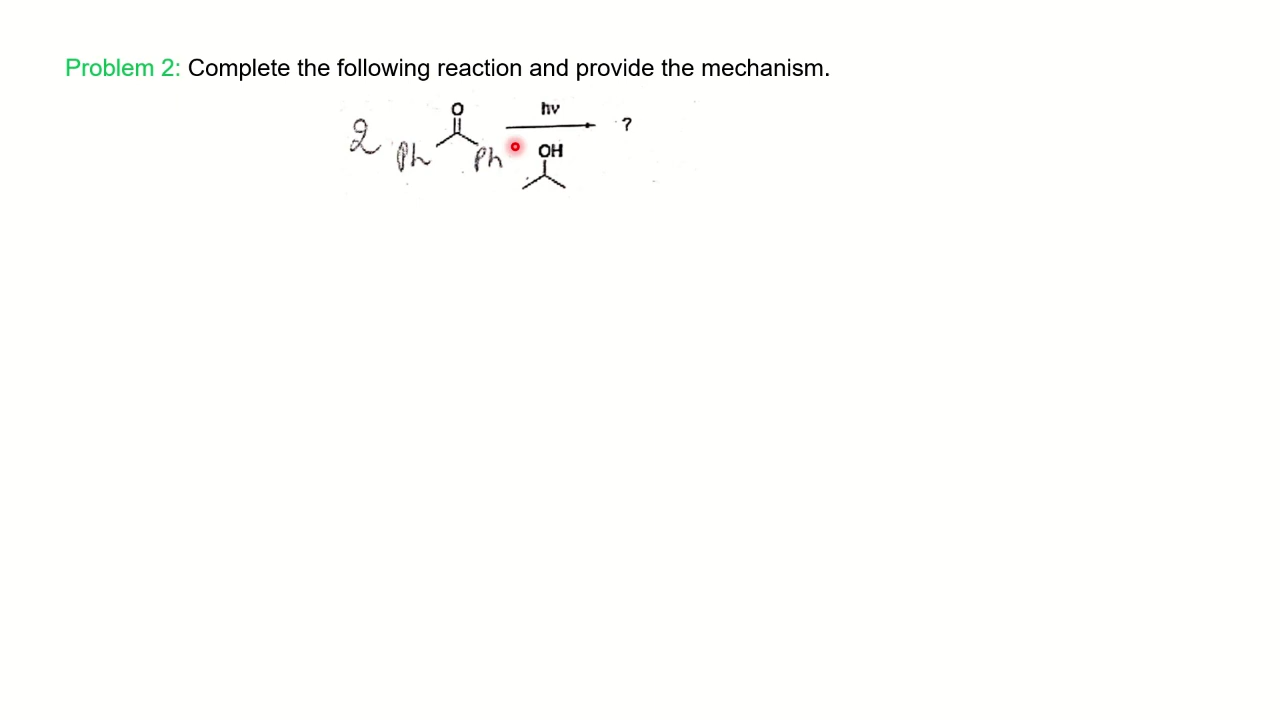 Problem 2: Complete the following reaction and provide the mechanism.
O
hν
2 Ph Ph
?
OH